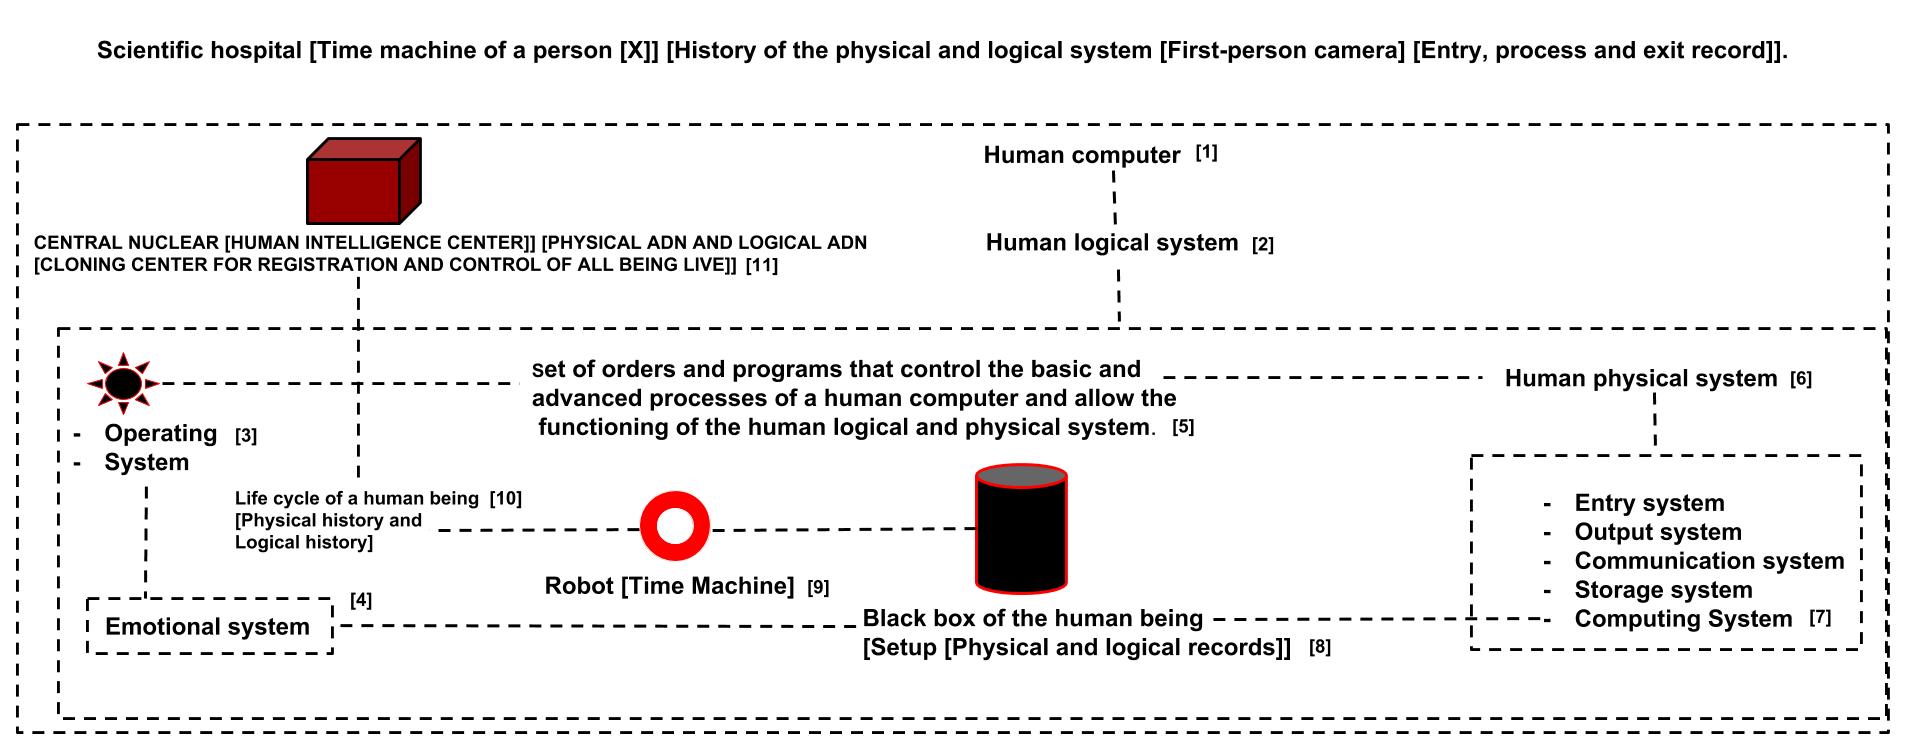 Scientific hospital [Time machine of a person [X]] [History of the physical and logical system [First-person camera] [Entry, process and exit record]].
Human computer [1]
Human logical system [2]
CENTRAL NUCLEAR [HUMAN INTELLIGENCE CENTER]] [PHYSICAL ADN AND LOGICAL ADN
[CLONING CENTER FOR REGISTRATION AND CONTROL OF ALL BEING LIVE]] [11]
set of orders and programs that control the basic and
advanced processes of a human computer and allow the
functioning of the human logical and physical system. [5]
Human physical system [6]
- Operating [3]
- System
Life cycle of a human being [10]
[Physical history and
Logical history]
Robot [Time Machine] [9]
- Entry system
- Output system
- Communication system
- Storage system
- Computing System [7]
[4]
Emotional system
Black box of the human being
[Setup [Physical and logical records]] [8]